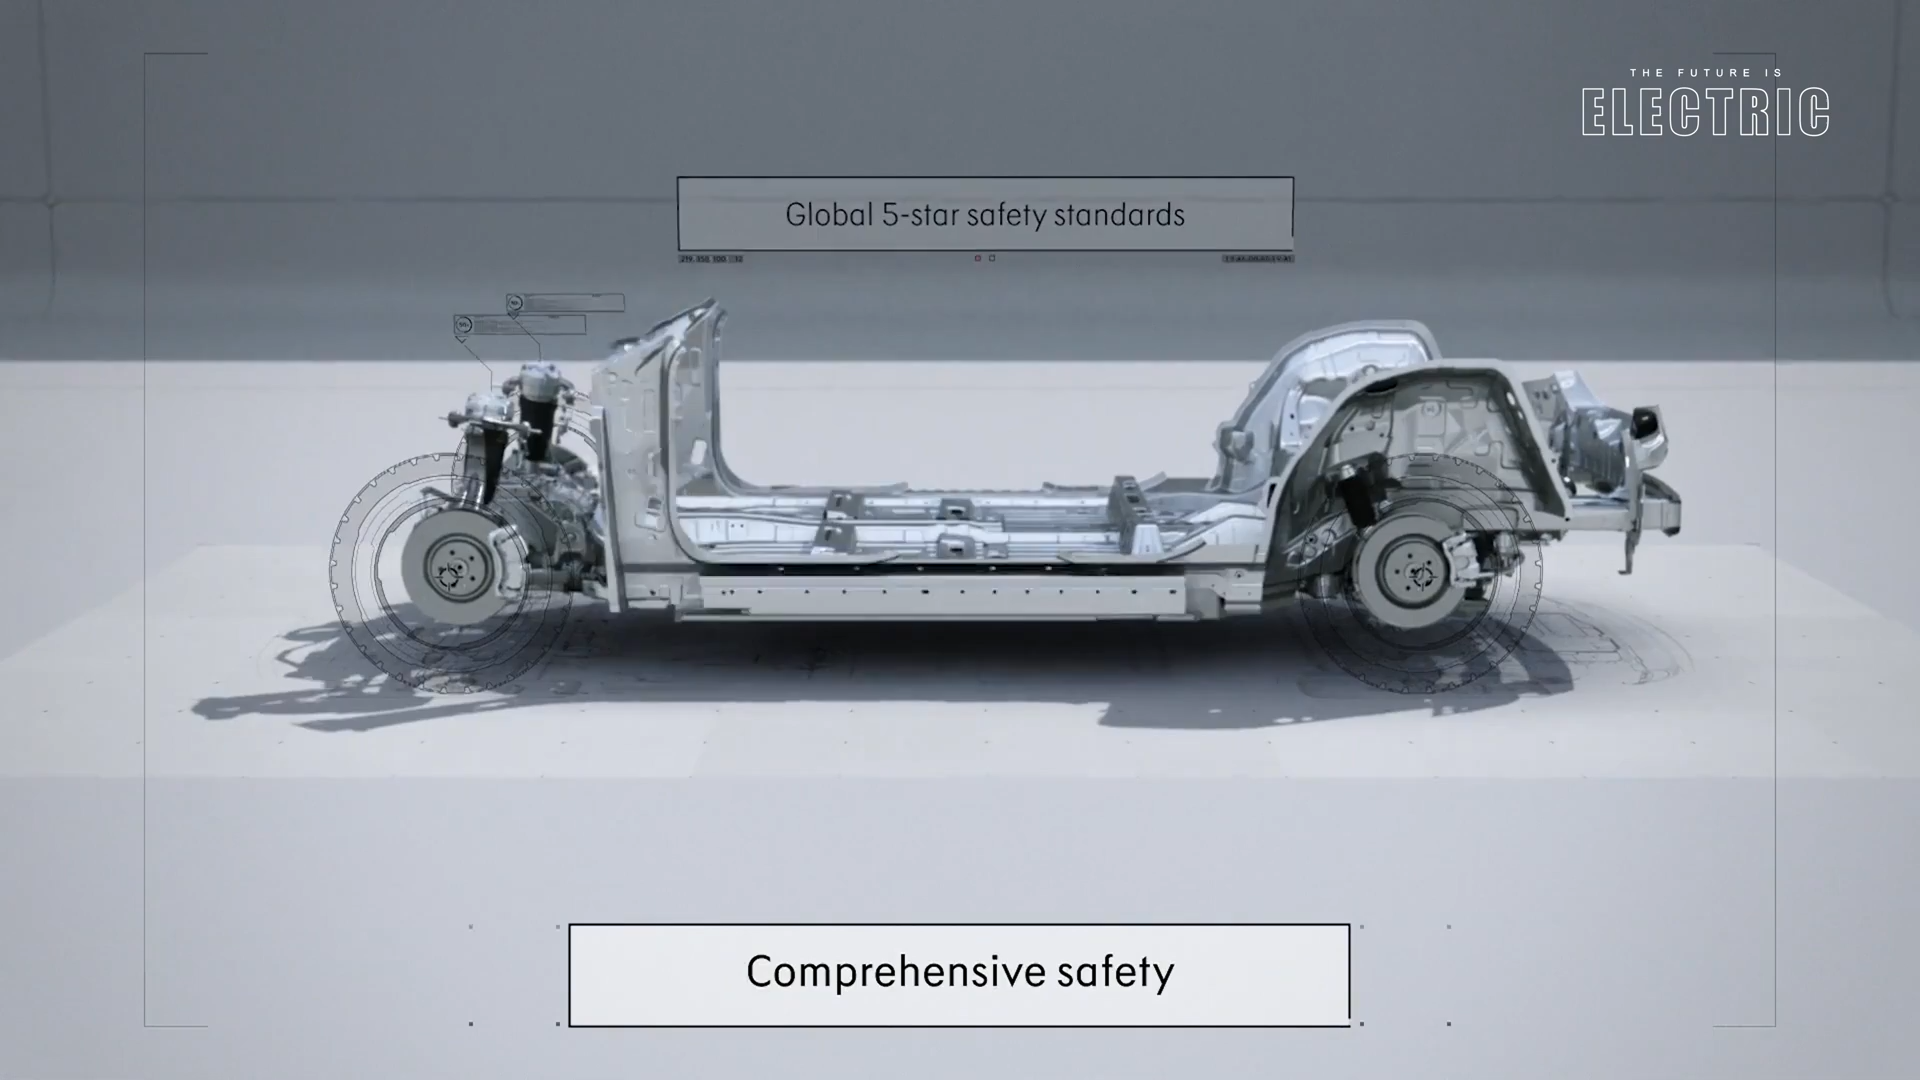 THE FUTURE IS
ELECTRIC
Global 5-star safety standards
Comprehensive safety